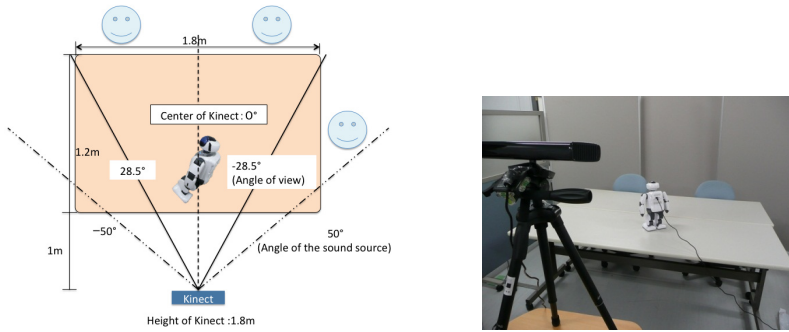 1.8m
Center of Kinect: 0°
1.2m
28.5°
-28.5°
(Angle of view)
−50°
50°
(Angle of the sound source)
1m
Kinect
Height of Kinect :1.8m